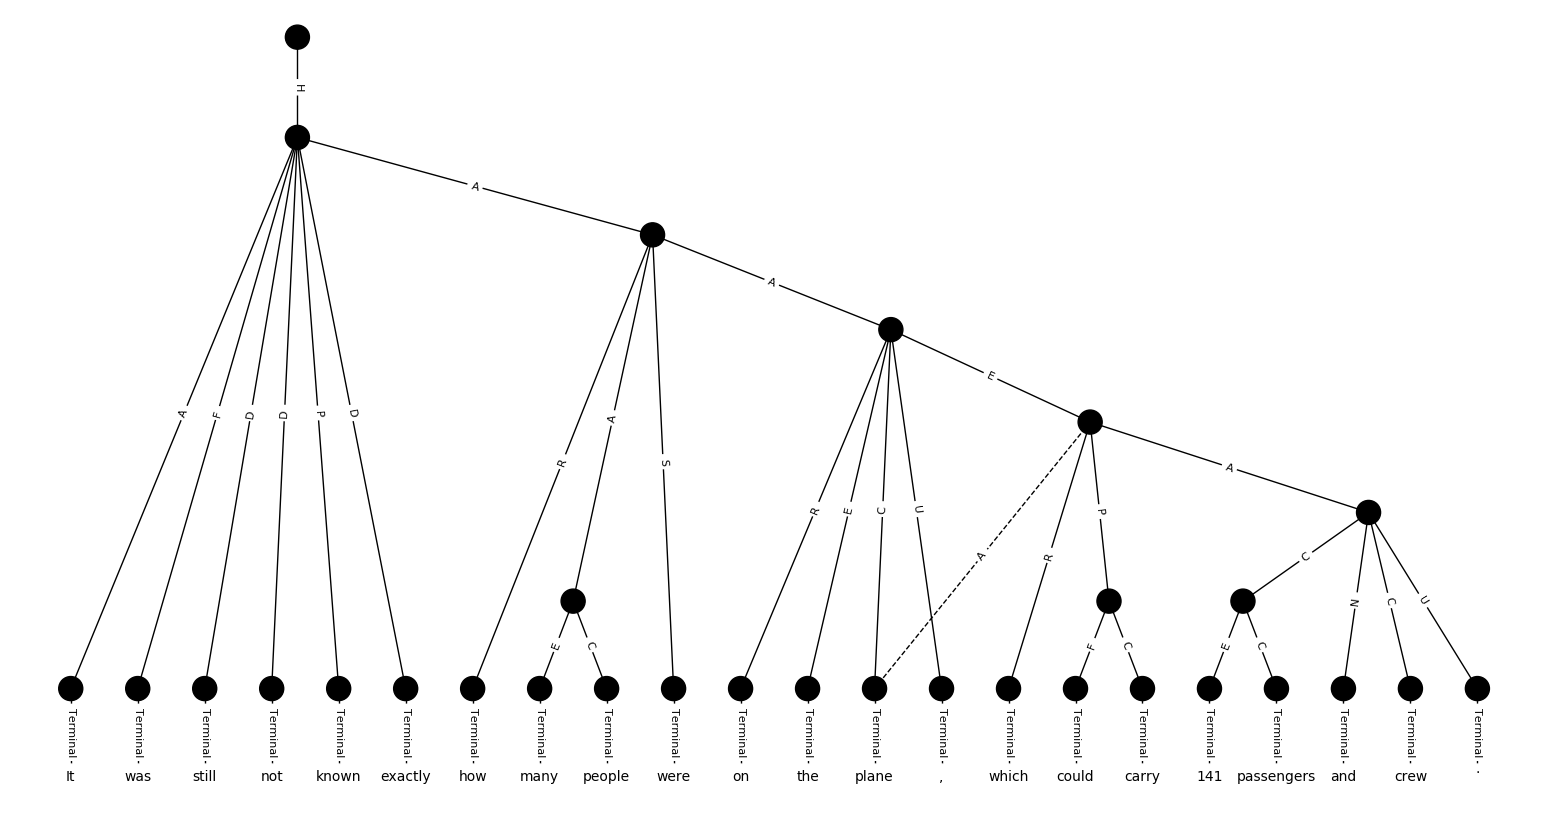 H
A
A
E
A
A F D D P D
R A S
R E C U
A R P
C N C U
E C
F C
E C
Terminal Terminal Terminal Terminal Terminal Terminal Terminal Terminal Terminal Terminal Terminal Terminal Terminal Terminal Terminal Terminal Terminal Terminal Terminal Terminal Terminal Terminal
It was still not known exactly how many people were on the plane , which could carry 141 passengers and crew .